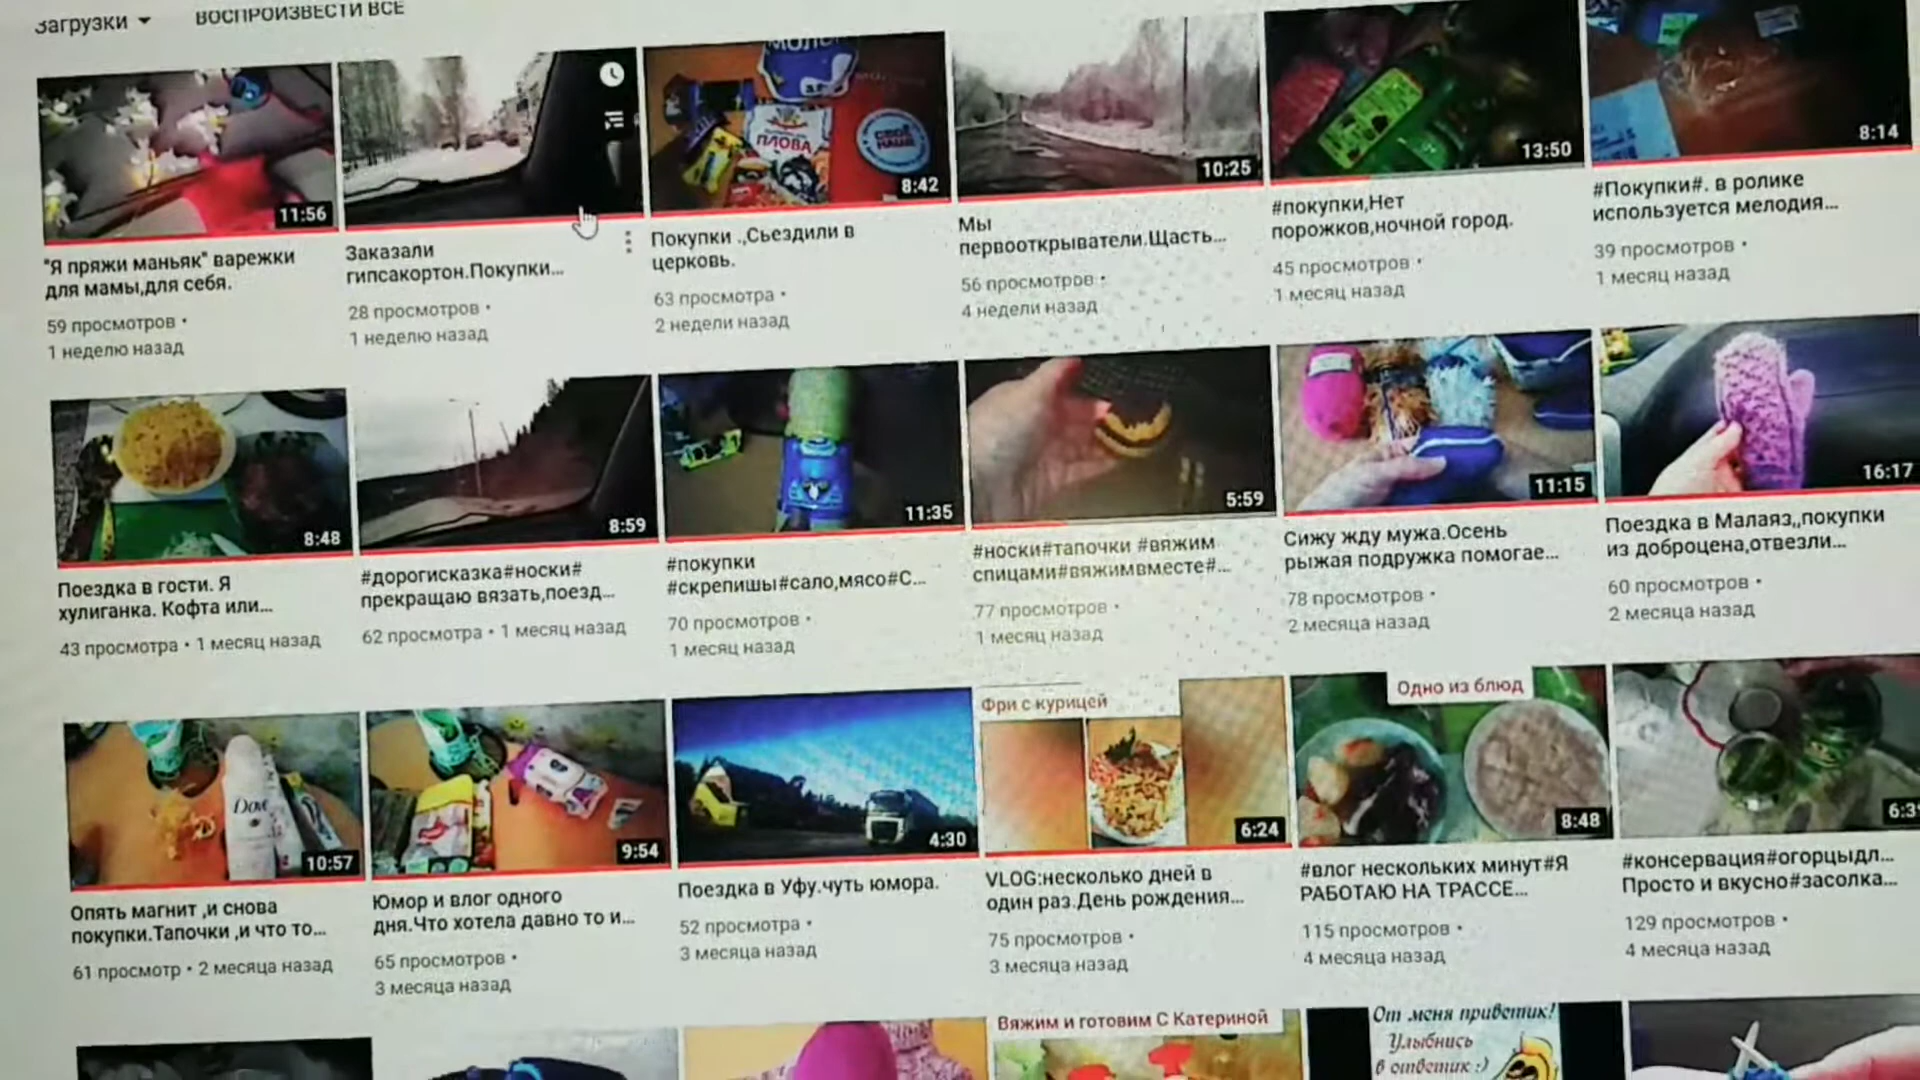 Загрузки
ВОСПРОИЗВЕСТИ ВСЕ
МОЛОКО
ПЛОВА
СВОЁ
НАШЕ
11:56
8:42
10:25
13:50
8:14
"Я пряжи маньяк" варежки
для мамы,для себя.
59 просмотров •
1 неделю назад
Заказали
гипсакортон.Покупки...
28 просмотров •
1 неделю назад
Покупки .,Сьездили в
церковь.
63 просмотра •
2 недели назад
Мы
первооткрыватели.Щасть...
56 просмотров •
4 недели назад
#покупки,Нет
порожков,ночной город.
45 просмотров •
1 месяц назад
#Покупки#. в ролике
используется мелодия...
39 просмотров •
1 месяц назад
8:48
8:59
11:35
5:59
11:15
16:17
Поездка в гости. Я
хулиганка. Кофта или...
43 просмотра • 1 месяц назад
#дорогисказка#носки#
прекращаю вязать,поезд...
62 просмотра • 1 месяц назад
#покупки
#скрепишы#сало,мясо#С...
70 просмотров •
1 месяц назад
#носки#тапочки #вяжим
спицами#вяжимвместе#...
77 просмотров •
1 месяц назад
Сижу жду мужа.Осень
рыжая подружка помогае...
78 просмотров •
2 месяца назад
Поездка в Малаяз,,покупки
из доброцена,отвезли...
60 просмотров •
2 месяца назад
Фри с курицей
Одно из блюд
Dove
10:57
9:54
4:30
6:24
8:48
6:3
Опять магнит ,и снова
покупки.Тапочки ,и что то...
61 просмотр • 2 месяца назад
Юмор и влог одного
дня.Что хотела давно то и...
65 просмотров •
3 месяца назад
Поездка в Уфу.чуть юмора.
52 просмотра •
3 месяца назад
VLOG:несколько дней в
один раз.День рождения...
75 просмотров •
3 месяца назад
#влог нескольких минут#Я
РАБОТАЮ НА ТРАССЕ...
115 просмотров •
4 месяца назад
#консервация#огорцыдл...
Просто и вкусно#засолка...
129 просмотров •
4 месяца назад
Вяжим и готовим С Катериной
От меня приветик!
Улыбнись
в ответик :)